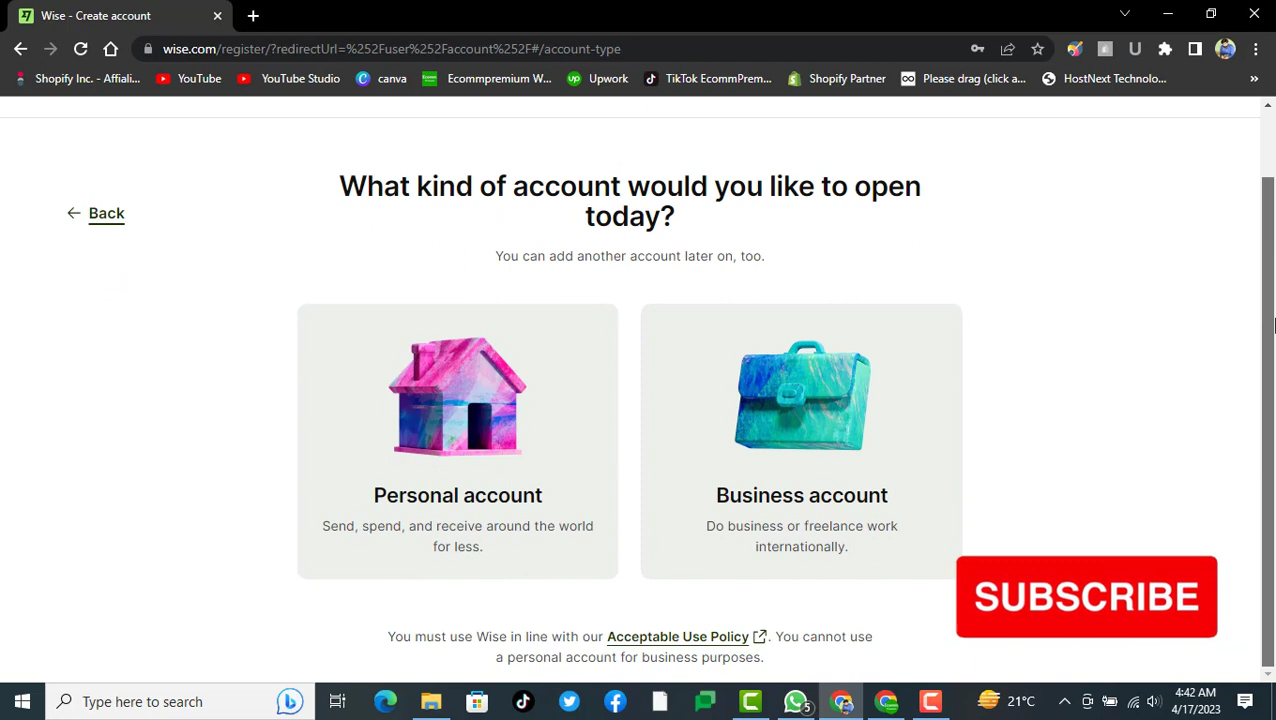 Wise - Create account
wise.com/register/?redirectUrl=%252Fuser%252Faccount%252F#/account-type
Shopify Inc. - Affiali... YouTube YouTube Studio canva Ecommpremium W... Upwork TikTok EcommPrem... Shopify Partner Please drag (click a... HostNext Technolo...
What kind of account would you like to open
today?
Back
You can add another account later on, too.
Personal account
Send, spend, and receive around the world
for less.
Business account
Do business or freelance work
internationally.
SUBSCRIBE
You must use Wise in line with our Acceptable Use Policy. You cannot use
a personal account for business purposes.
Type here to search
5
21°C
4:42 AM
4/17/2023